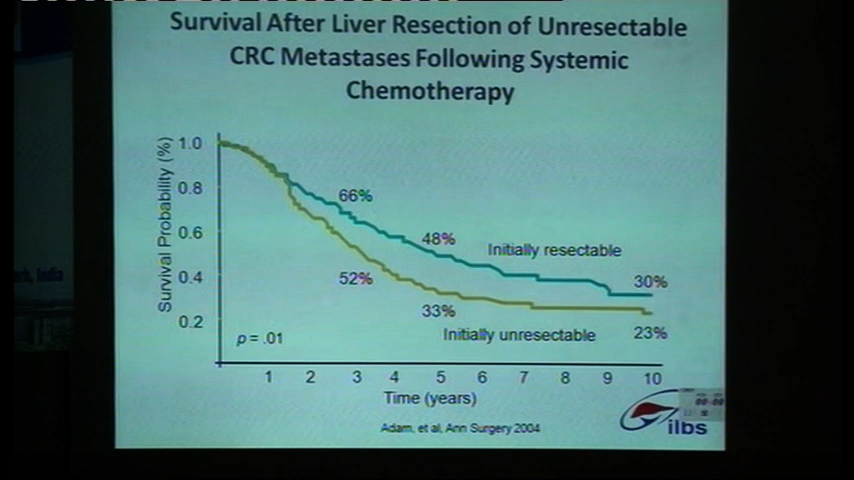 Survival After Liver Resection of Unresectable
CRC Metastases Following Systemic
Chemotherapy
Survival Probability (%)
1.0
0.8
0.6
0.4
0.2
66%
48%
Initially resectable
30%
52%
33%
Initially unresectable
23%
p = .01
1 2 3 4 5 6 7 8 9 10
Time (years)
Adam, et al, Ann Surgery 2004
ilbs
India